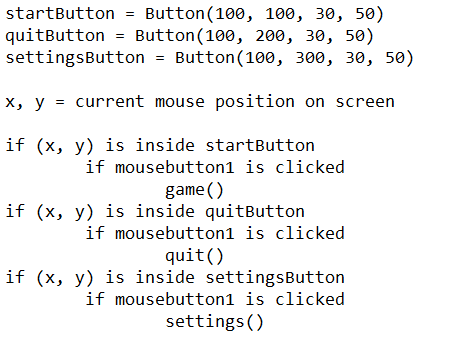 startButton = Button(100, 100, 30, 50)
quitButton = Button(100, 200, 30, 50)
settingsButton = Button(100, 300, 30, 50)

x, y = current mouse position on screen

if (x, y) is inside startButton
        if mousebutton1 is clicked
                game()
if (x, y) is inside quitButton
        if mousebutton1 is clicked
                quit()
if (x, y) is inside settingsButton
        if mousebutton1 is clicked
                settings()